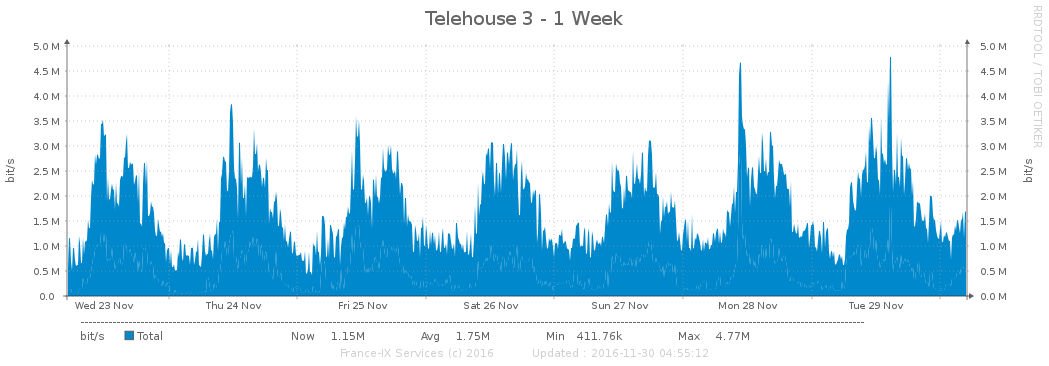 Telehouse 3 - 1 Week
RRDTOOL / TOBI OETIKER
5.0 M 5.0 M
4.5 M 4.5 M
4.0 M 4.0 M
3.5 M 3.5 M
3.0 M 3.0 M
2.5 M 2.5 M
2.0 M 2.0 M
1.5 M 1.5 M
1.0 M 1.0 M
0.5 M 0.5 M
0.0 0.0 M
bit/s bit/s
Wed 23 Nov Thu 24 Nov Fri 25 Nov Sat 26 Nov Sun 27 Nov Mon 28 Nov Tue 29 Nov
bit/s Total Now 1.15M Avg 1.75M Min 411.76k Max 4.77M
France-IX Services (c) 2016 Updated : 2016-11-30 04:55:12